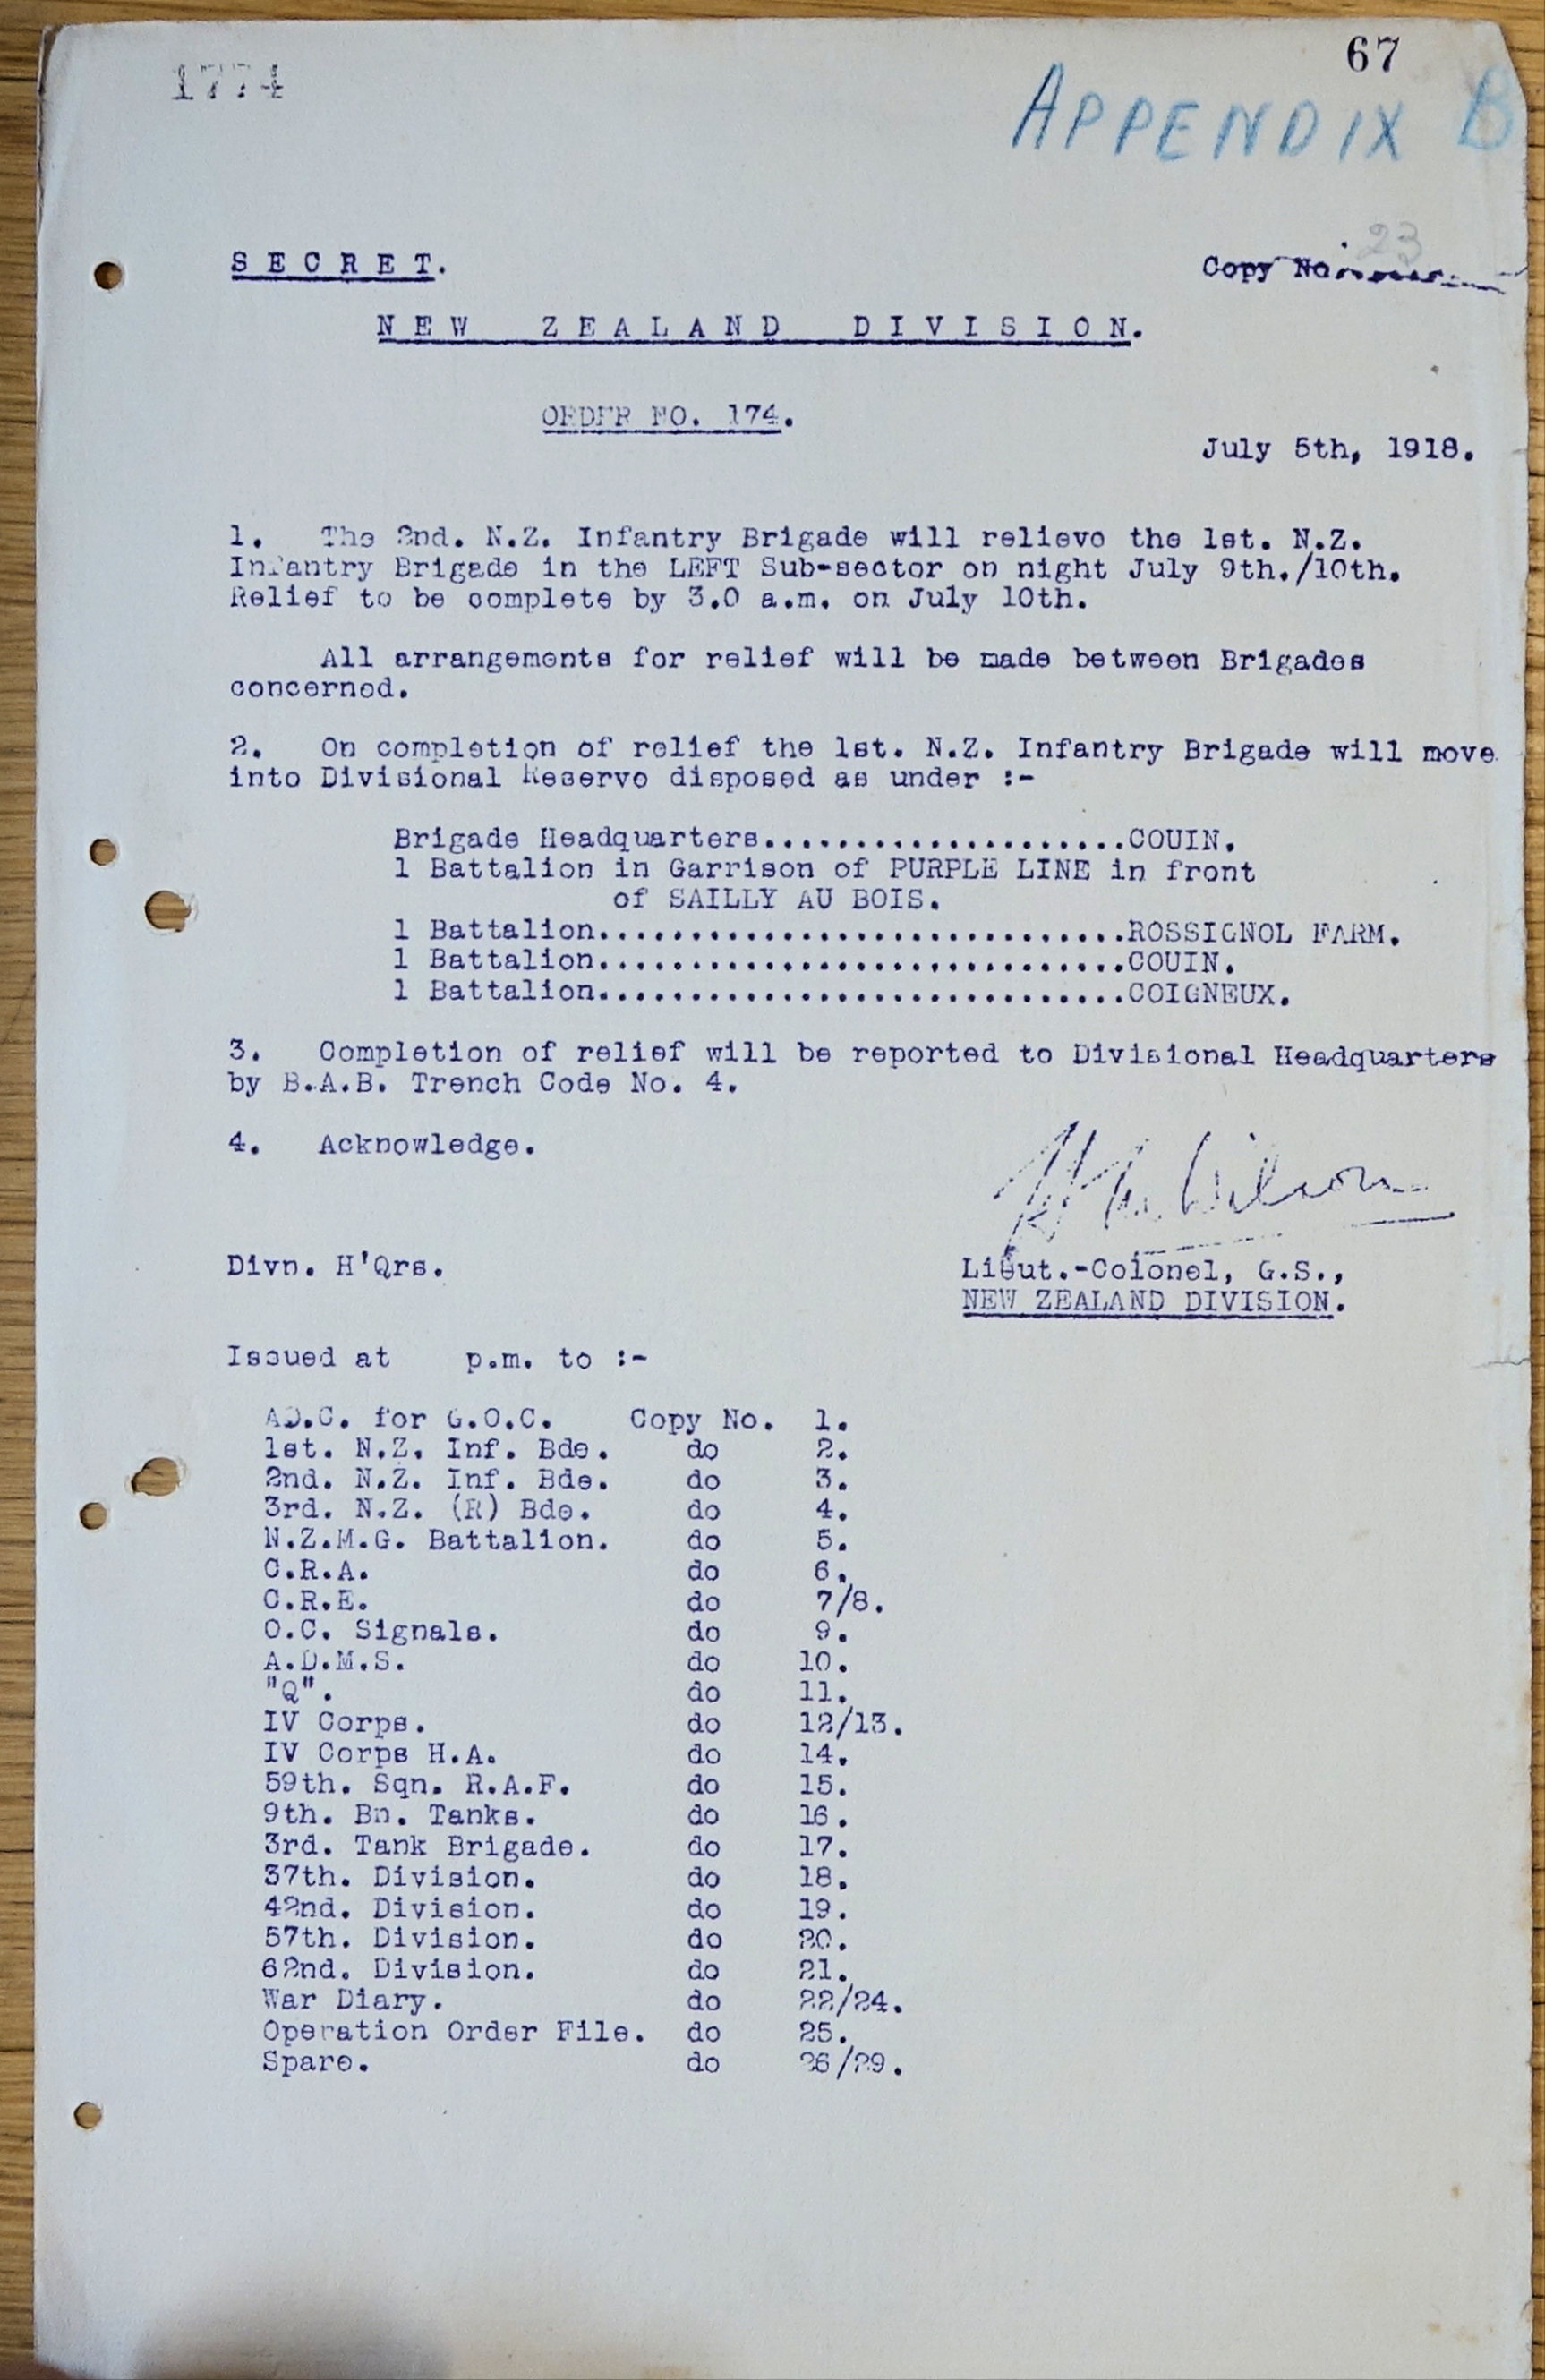 67
1774
APPENDIX B
SECRET.
Copy No. 23
NEW ZEALAND DIVISION.
ORDER NO. 174.
July 5th, 1918.
1. The 2nd. N.Z. Infantry Brigade will relieve the 1st. N.Z.
Infantry Brigade in the LEFT Sub-sector on night July 9th./10th.
Relief to be complete by 3.0 a.m. on July 10th.
All arrangements for relief will be made between Brigades
concerned.
2. On completion of relief the 1st. N.Z. Infantry Brigade will move
into Divisional Reserve disposed as under :-
Brigade Headquarters....................COUIN.
1 Battalion in Garrison of PURPLE LINE in front
of SAILLY AU BOIS.
1 Battalion.............................ROSSIGNOL FARM.
1 Battalion.............................COUIN.
1 Battalion.............................COIGNEUX.
3. Completion of relief will be reported to Divisional Headquarters
by B.A.B. Trench Code No. 4.
4. Acknowledge.
Wilson
Divn. H'Qrs.
Lieut.-Colonel, G.S.,
NEW ZEALAND DIVISION.
Issued at p.m. to :-
AD.C. for G.O.C. Copy No. 1.
1st. N.Z. Inf. Bde. do 2.
2nd. N.Z. Inf. Bde. do 3.
3rd. N.Z. (R) Bde. do 4.
N.Z.M.G. Battalion. do 5.
C.R.A. do 6.
C.R.E. do 7/8.
O.C. Signals. do 9.
A.D.M.S. do 10.
"Q". do 11.
IV Corps. do 12/13.
IV Corps H.A. do 14.
59th. Sqn. R.A.F. do 15.
9th. Bn. Tanks. do 16.
3rd. Tank Brigade. do 17.
37th. Division. do 18.
42nd. Division. do 19.
57th. Division. do 20.
62nd. Division. do 21.
War Diary. do 22/24.
Operation Order File. do 25.
Spare. do 26/29.